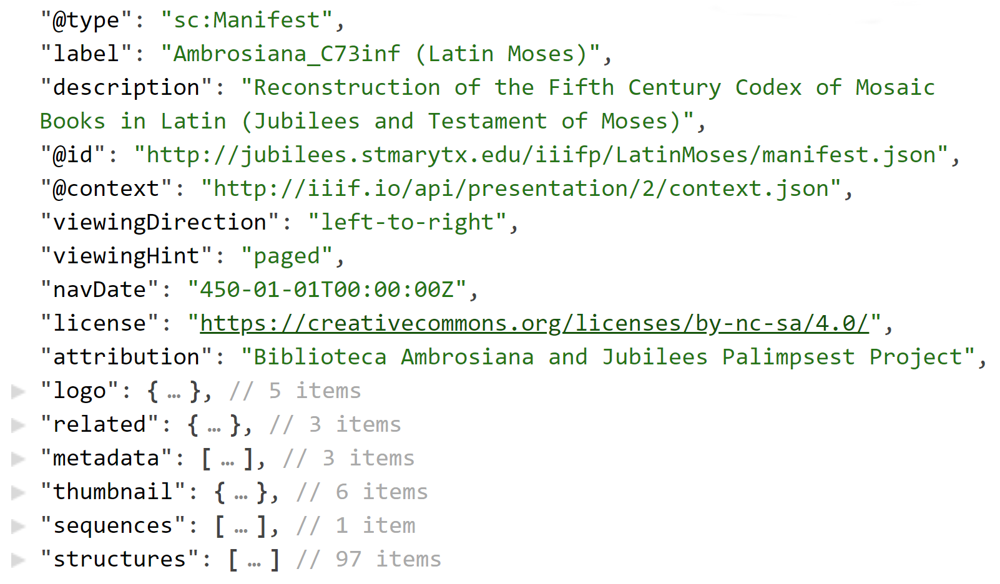 "@type": "sc:Manifest",
"label": "Ambrosiana_C73inf (Latin Moses)",
"description": "Reconstruction of the Fifth Century Codex of Mosaic
Books in Latin (Jubilees and Testament of Moses)",
"@id": "http://jubilees.stmarytx.edu/iiifp/LatinMoses/manifest.json",
"@context": "http://iiif.io/api/presentation/2/context.json",
"viewingDirection": "left-to-right",
"viewingHint": "paged",
"navDate": "450-01-01T00:00:00Z",
"license": "https://creativecommons.org/licenses/by-nc-sa/4.0/",
"attribution": "Biblioteca Ambrosiana and Jubilees Palimpsest Project",
"logo": { … }, // 5 items
"related": { … }, // 3 items
"metadata": [ … ], // 3 items
"thumbnail": { … }, // 6 items
"sequences": [ … ], // 1 item
"structures": [ … ] // 97 items